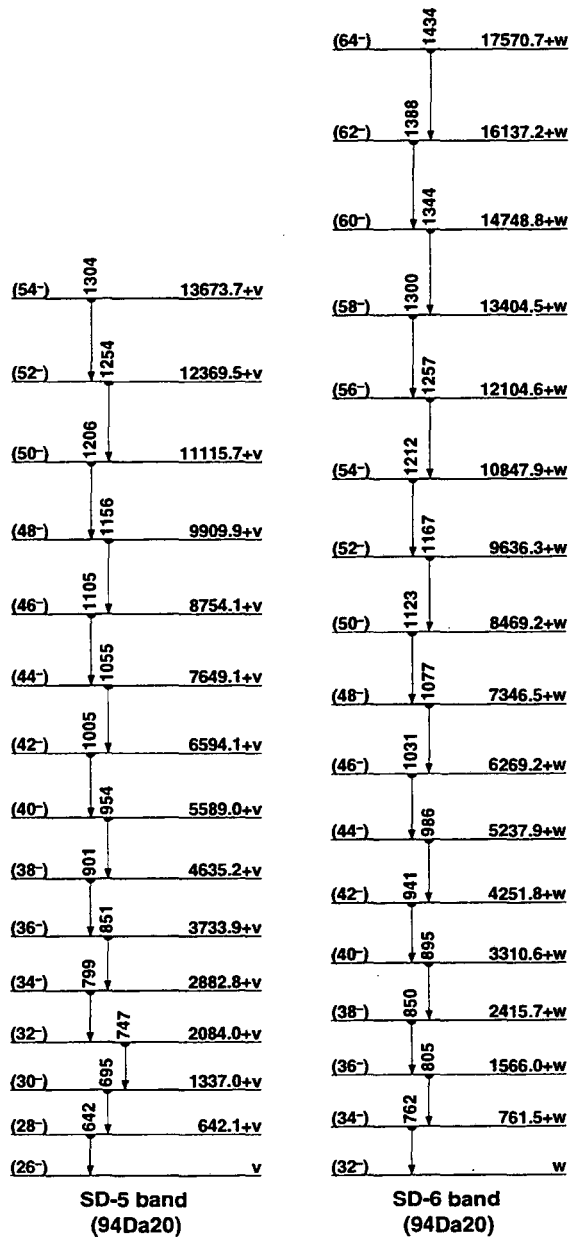 (54−) 1304 13673.7+v
(52−) 1254 12369.5+v
(50−) 1206 11115.7+v
(48−) 1156 9909.9+v
(46−) 1105 8754.1+v
(44−) 1055 7649.1+v
(42−) 1005 6594.1+v
(40−) 954 5589.0+v
(38−) 901 4635.2+v
(36−) 851 3733.9+v
(34−) 799 2882.8+v
(32−) 747 2084.0+v
(30−) 695 1337.0+v
(28−) 642 642.1+v
(26−) v
SD-5 band
(94Da20)
(64−) 1434 17570.7+w
(62−) 1388 16137.2+w
(60−) 1344 14748.8+w
(58−) 1300 13404.5+w
(56−) 1257 12104.6+w
(54−) 1212 10847.9+w
(52−) 1167 9636.3+w
(50−) 1123 8469.2+w
(48−) 1077 7346.5+w
(46−) 1031 6269.2+w
(44−) 986 5237.9+w
(42−) 941 4251.8+w
(40−) 895 3310.6+w
(38−) 850 2415.7+w
(36−) 805 1566.0+w
(34−) 762 761.5+w
(32−) w
SD-6 band
(94Da20)